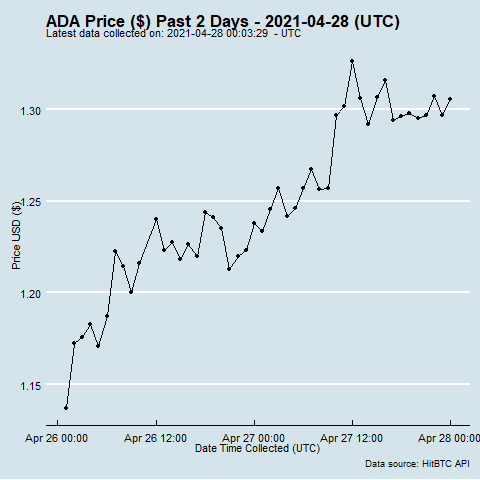 ADA Price ($) Past 2 Days - 2021-04-28 (UTC)
Latest data collected on: 2021-04-28 00:03:29 - UTC
1.30
1.25
1.20
1.15
Price USD ($)
Apr 26 00:00 Apr 26 12:00 Apr 27 00:00 Apr 27 12:00 Apr 28 00:00
Date Time Collected (UTC)
Data source: HitBTC API